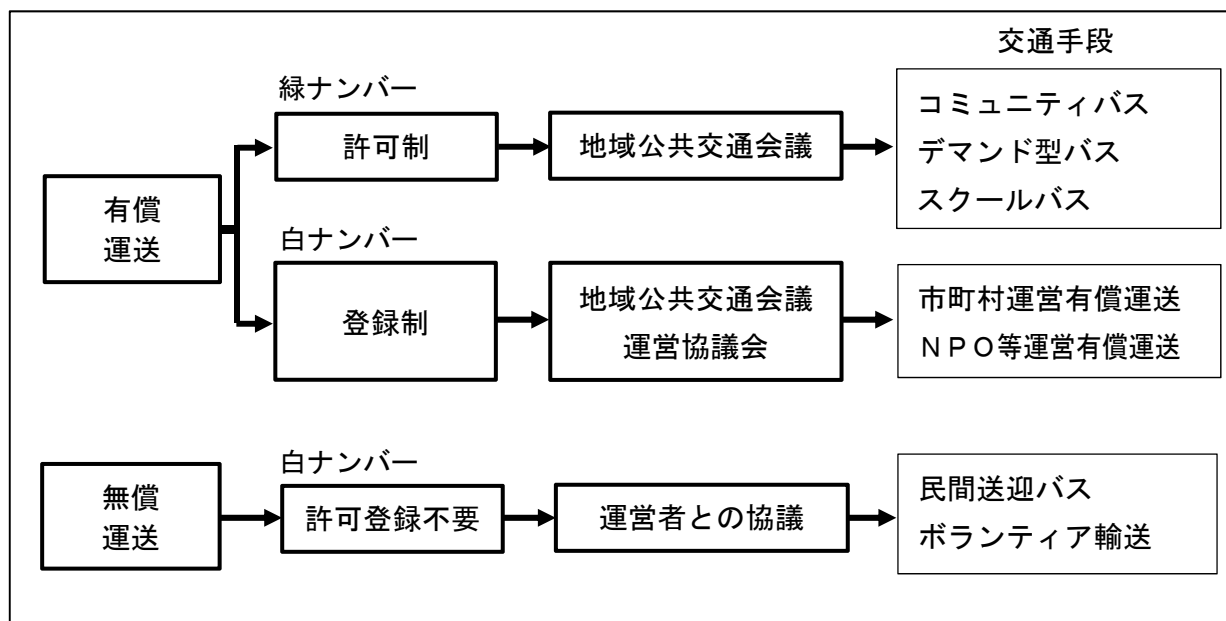 交通手段
緑ナンバー
許可制
地域公共交通会議
コミュニティバス
デマンド型バス
スクールバス
有償
運送
白ナンバー
登録制
地域公共交通会議
運営協議会
市町村運営有償運送
ＮＰＯ等運営有償運送
無償
運送
白ナンバー
許可登録不要
運営者との協議
民間送迎バス
ボランティア輸送